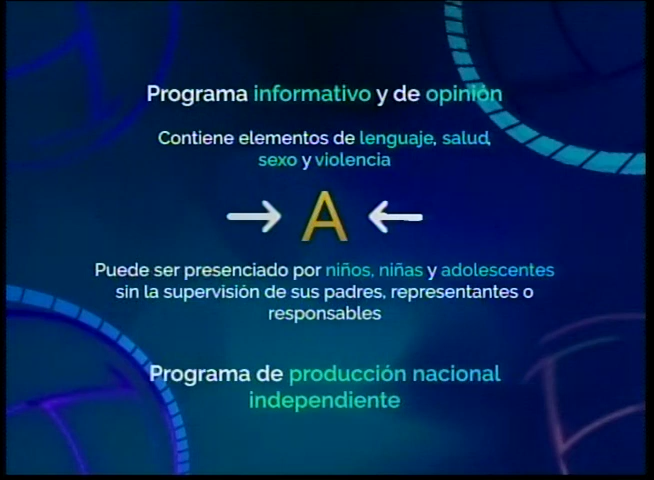 Programa informativo y de opinión
Contiene elementos de lenguaje, salud,
sexo y violencia
→ A ←
Puede ser presenciado por niños, niñas y adolescentes
sin la supervisión de sus padres, representantes o
responsables
Programa de producción nacional
independiente